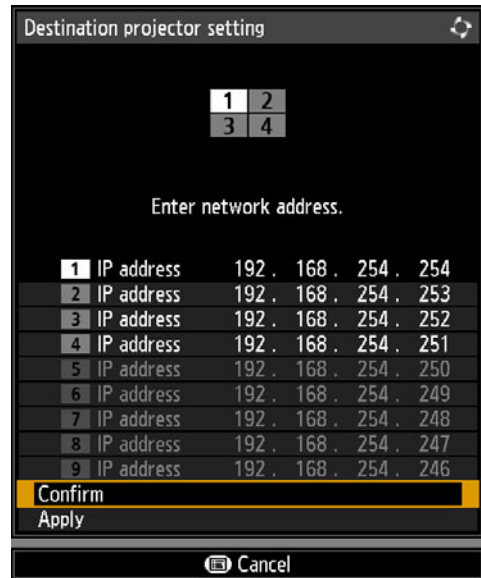 Destination projector setting
1 2
3 4
Enter network address.
1 IP address 192 . 168 . 254 . 254
2 IP address 192 . 168 . 254 . 253
3 IP address 192 . 168 . 254 . 252
4 IP address 192 . 168 . 254 . 251
5 IP address 192 . 168 . 254 . 250
6 IP address 192 . 168 . 254 . 249
7 IP address 192 . 168 . 254 . 248
8 IP address 192 . 168 . 254 . 247
9 IP address 192 . 168 . 254 . 246
Confirm
Apply
Cancel